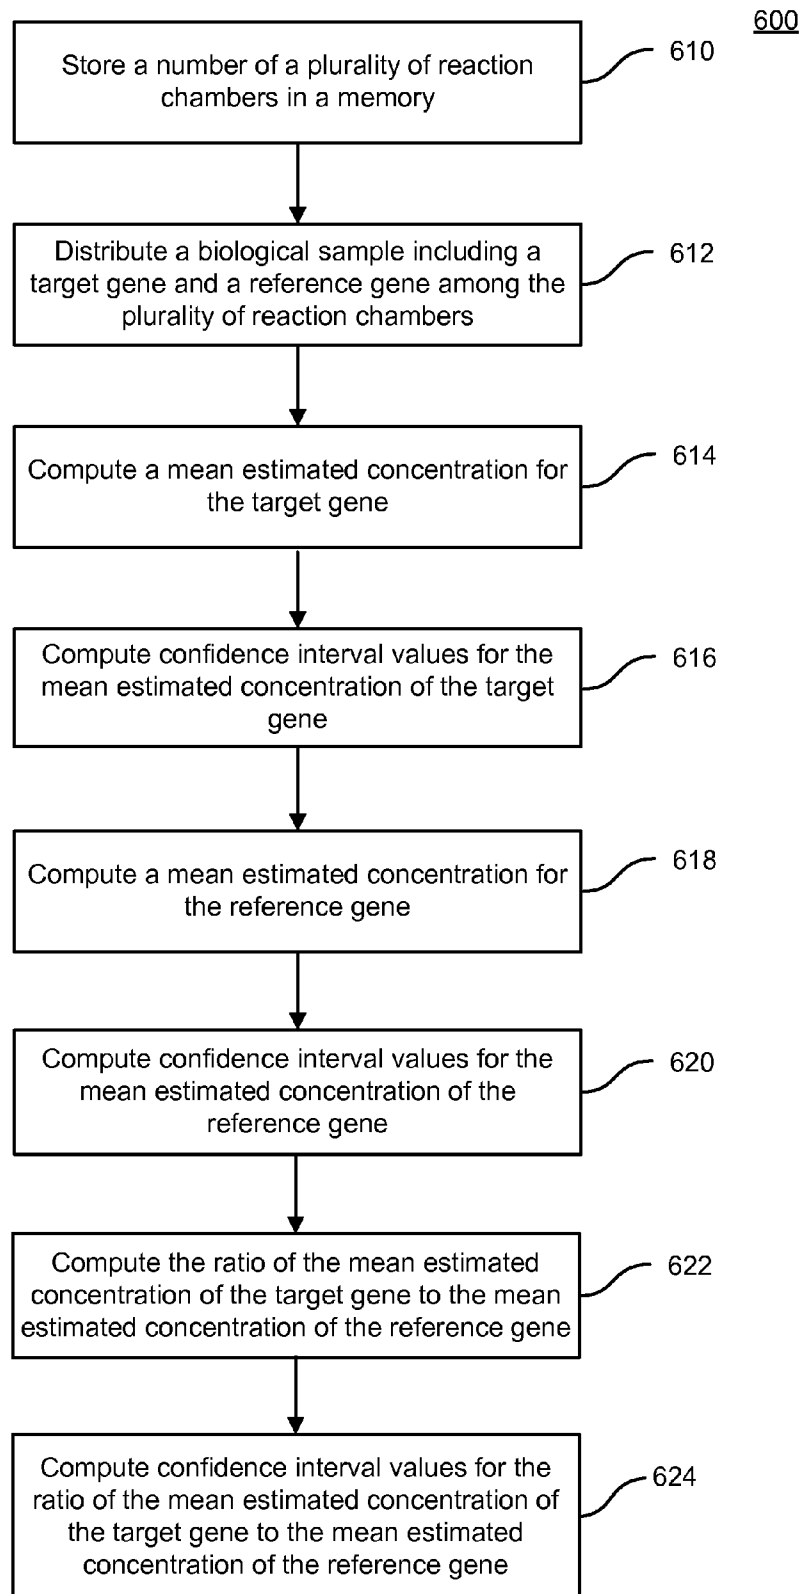 600
Store a number of a plurality of reaction
chambers in a memory
610
Distribute a biological sample including a
target gene and a reference gene among the
plurality of reaction chambers
612
Compute a mean estimated concentration for
the target gene
614
Compute confidence interval values for the
mean estimated concentration of the target
gene
616
Compute a mean estimated concentration for
the reference gene
618
Compute confidence interval values for the
mean estimated concentration of the
reference gene
620
Compute the ratio of the mean estimated
concentration of the target gene to the mean
estimated concentration of the reference gene
622
Compute confidence interval values for the
ratio of the mean estimated concentration of
the target gene to the mean estimated
concentration of the reference gene
624